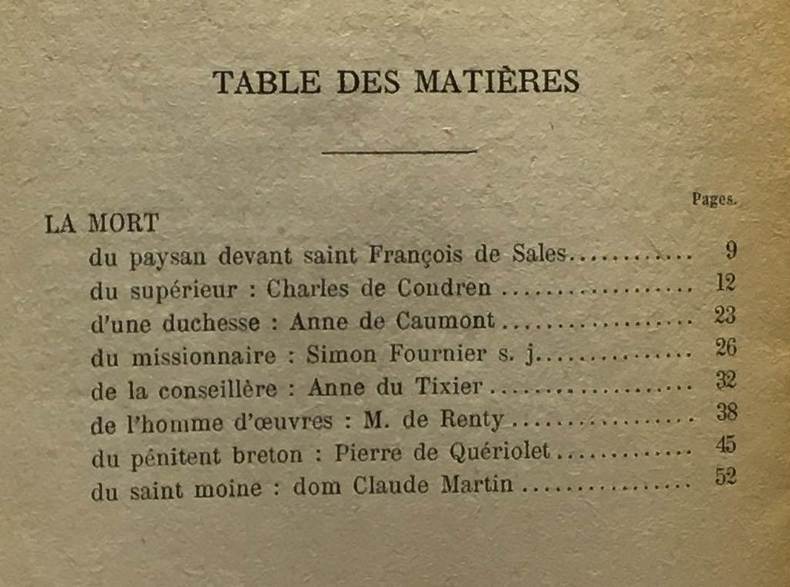 TABLE DES MATIÈRES
Pages.
LA MORT
du paysan devant saint François de Sales............ 9
du supérieur : Charles de Condren ................... 12
d'une duchesse : Anne de Caumont ................... 23
du missionnaire : Simon Fournier s. j............... 26
de la conseillère : Anne du Tixier .................... 32
de l'homme d'œuvres : M. de Renty .................. 38
du pénitent breton : Pierre de Quériolet ............. 45
du saint moine : dom Claude Martin ................. 52